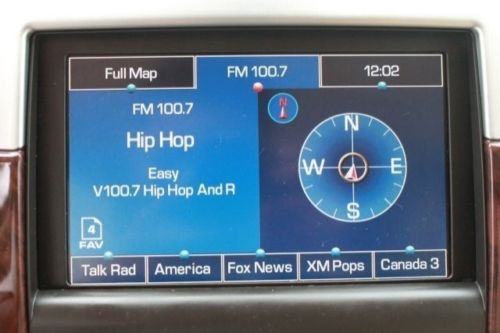 Full Map FM 100.7 12:02
FM 100.7
Hip Hop
Easy
V100.7 Hip Hop And R
N
N
W E
S
4
FAV
Talk Rad America Fox News XM Pops Canada 3